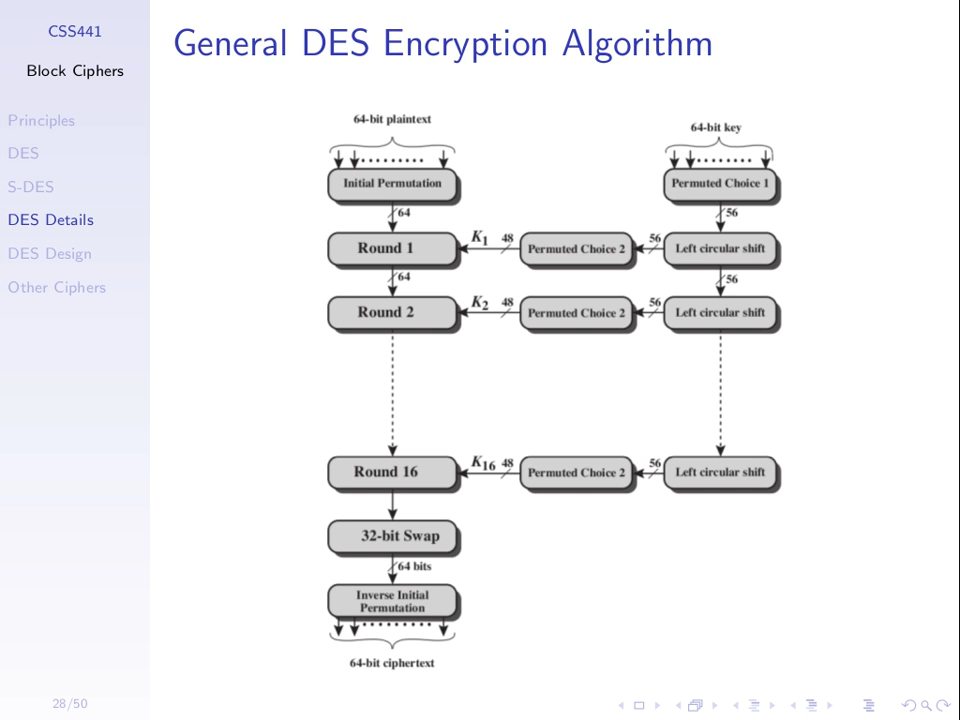 CSS441
Block Ciphers
Principles
DES
S-DES
DES Details
DES Design
Other Ciphers
28/50
General DES Encryption Algorithm
64-bit plaintext
64-bit key
Initial Permutation
Permuted Choice 1
64
56
Round 1
K1 48
Permuted Choice 2
56
Left circular shift
64
56
Round 2
K2 48
Permuted Choice 2
56
Left circular shift
Round 16
K16 48
Permuted Choice 2
56
Left circular shift
32-bit Swap
64 bits
Inverse Initial
Permutation
64-bit ciphertext